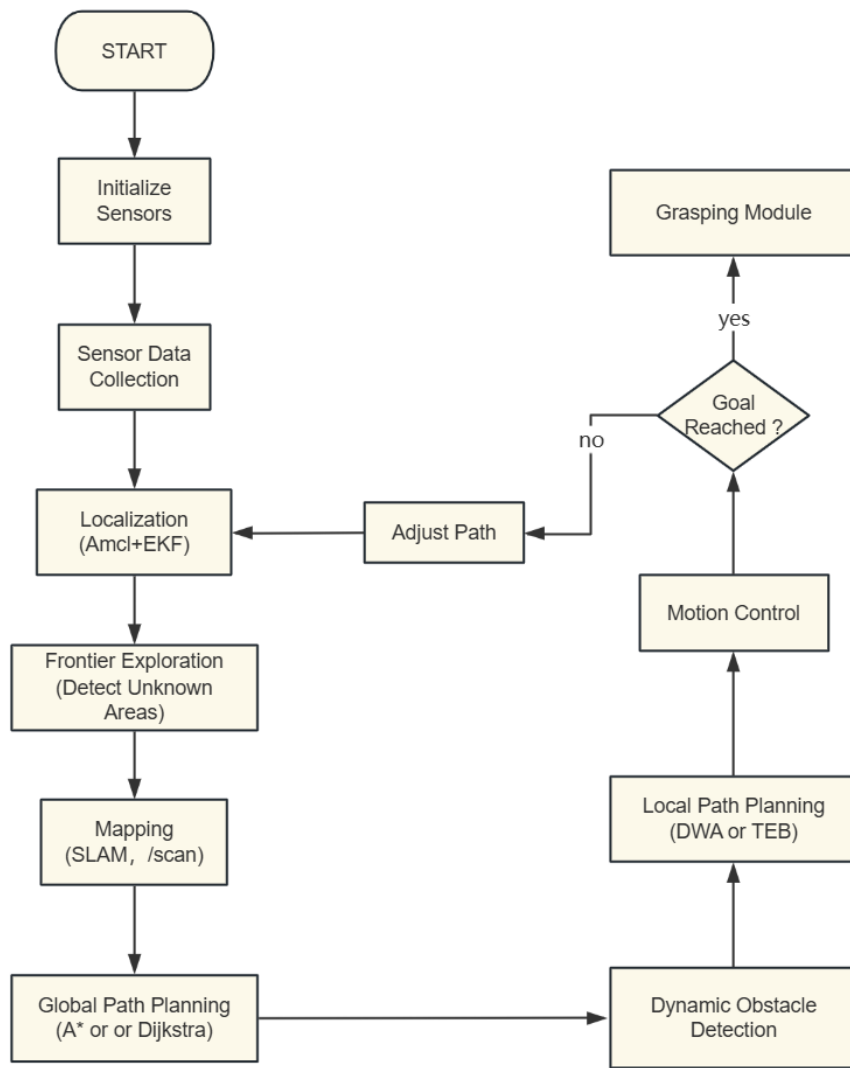 START
Initialize
Sensors
Sensor Data
Collection
Localization
(Amcl+EKF)
Frontier Exploration
(Detect Unknown
Areas)
Mapping
(SLAM，/scan)
Global Path Planning
(A* or or Dijkstra)
Dynamic Obstacle
Detection
Local Path Planning
(DWA or TEB)
Motion Control
Goal
Reached ?
yes
Grasping Module
no
Adjust Path